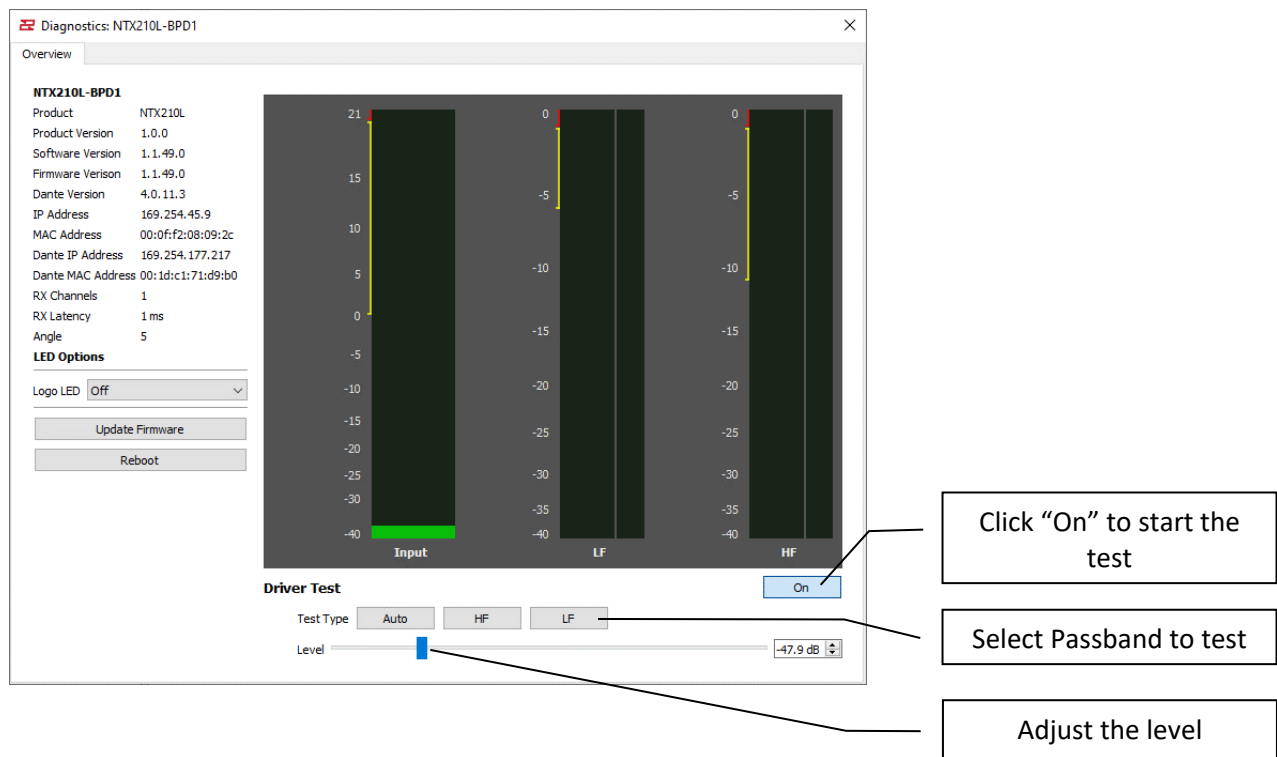 Diagnostics: NTX210L-BPD1
Overview
NTX210L-BPD1
Product NTX210L
Product Version 1.0.0
Software Version 1.1.49.0
Firmware Verison 1.1.49.0
Dante Version 4.0.11.3
IP Address 169.254.45.9
MAC Address 00:0f:f2:08:09:2c
Dante IP Address 169.254.177.217
Dante MAC Address 00:1d:c1:71:d9:b0
RX Channels 1
RX Latency 1 ms
Angle 5
LED Options
Logo LED Off
Update Firmware
Reboot
21
15
10
5
0
-5
-10
-15
-20
-25
-30
-40
Input
0
-5
-10
-15
-20
-25
-30
-35
-40
LF
0
-5
-10
-15
-20
-25
-30
-35
-40
HF
Driver Test On
Test Type Auto HF LF
Level -47.9 dB
Click “On” to start the
test
Select Passband to test
Adjust the level